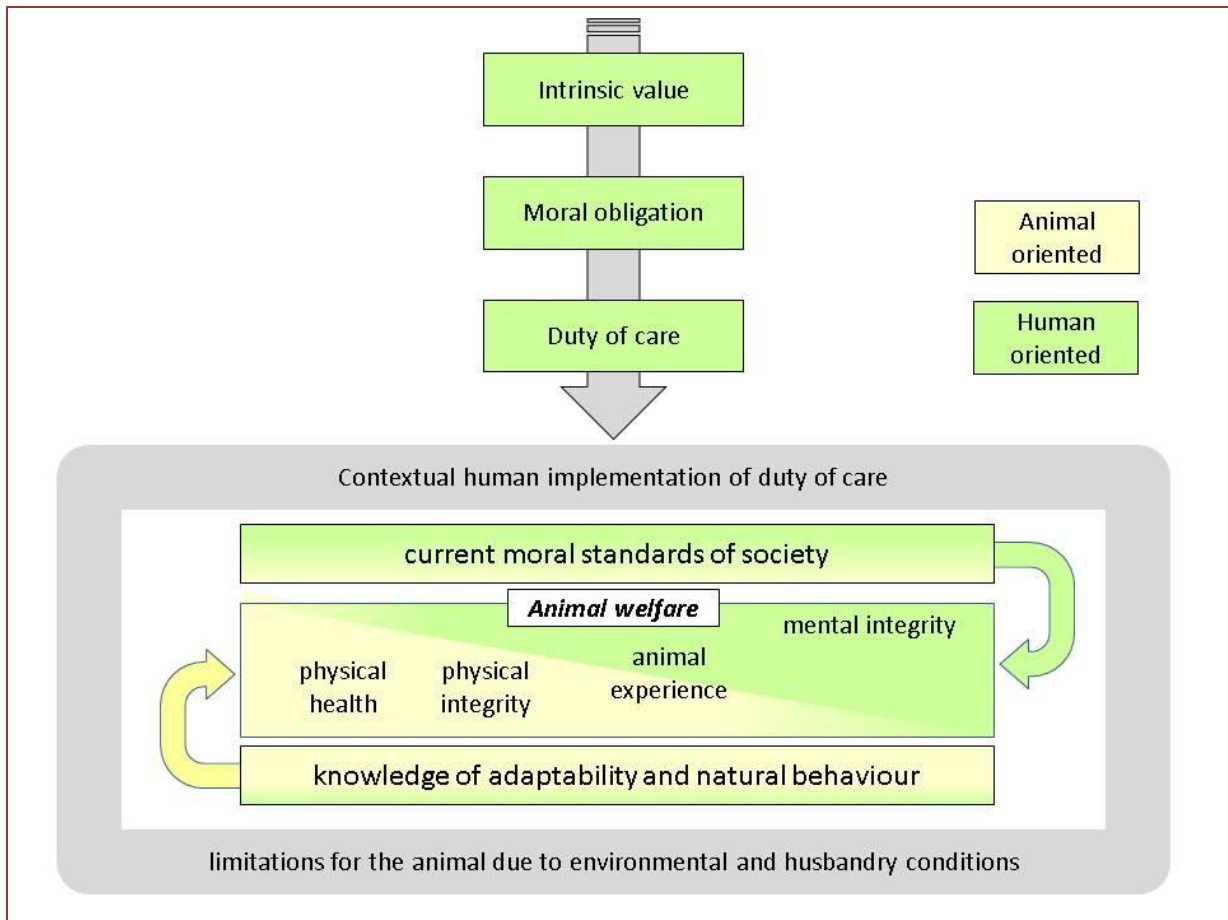 Intrinsic value
Moral obligation
Duty of care
Animal
oriented
Human
oriented
Contextual human implementation of duty of care
current moral standards of society
Animal welfare
mental integrity
physical
health
physical
integrity
animal
experience
knowledge of adaptability and natural behaviour
limitations for the animal due to environmental and husbandry conditions